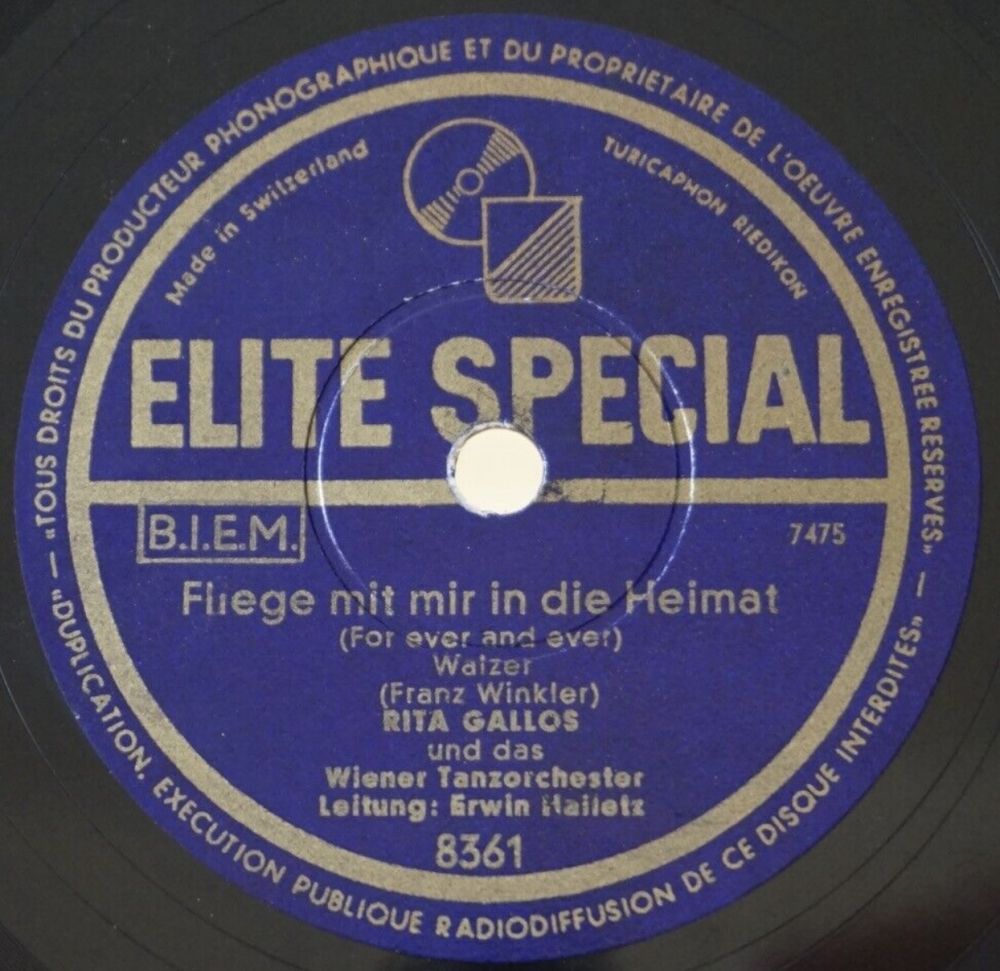 «TOUS DROITS DU PRODUCTEUR PHONOGRAPHIQUE ET DU PROPRIETAIRE DE L'OEUVRE ENREGISTREE RESERVES» —
Made in Switzerland
TURICAPHON RIEDIKON
ELITE SPECIAL
B.I.E.M.
7475
Fliege mit mir in die Heimat
(For ever and ever)
Walzer
(Franz Winkler)
RITA GALLOS
und das
Wiener Tanzorchester
Leitung: Erwin Halletz
8361
— «DUPLICATION, EXECUTION PUBLIQUE RADIODIFFUSION DE CE DISQUE INTERDITES»